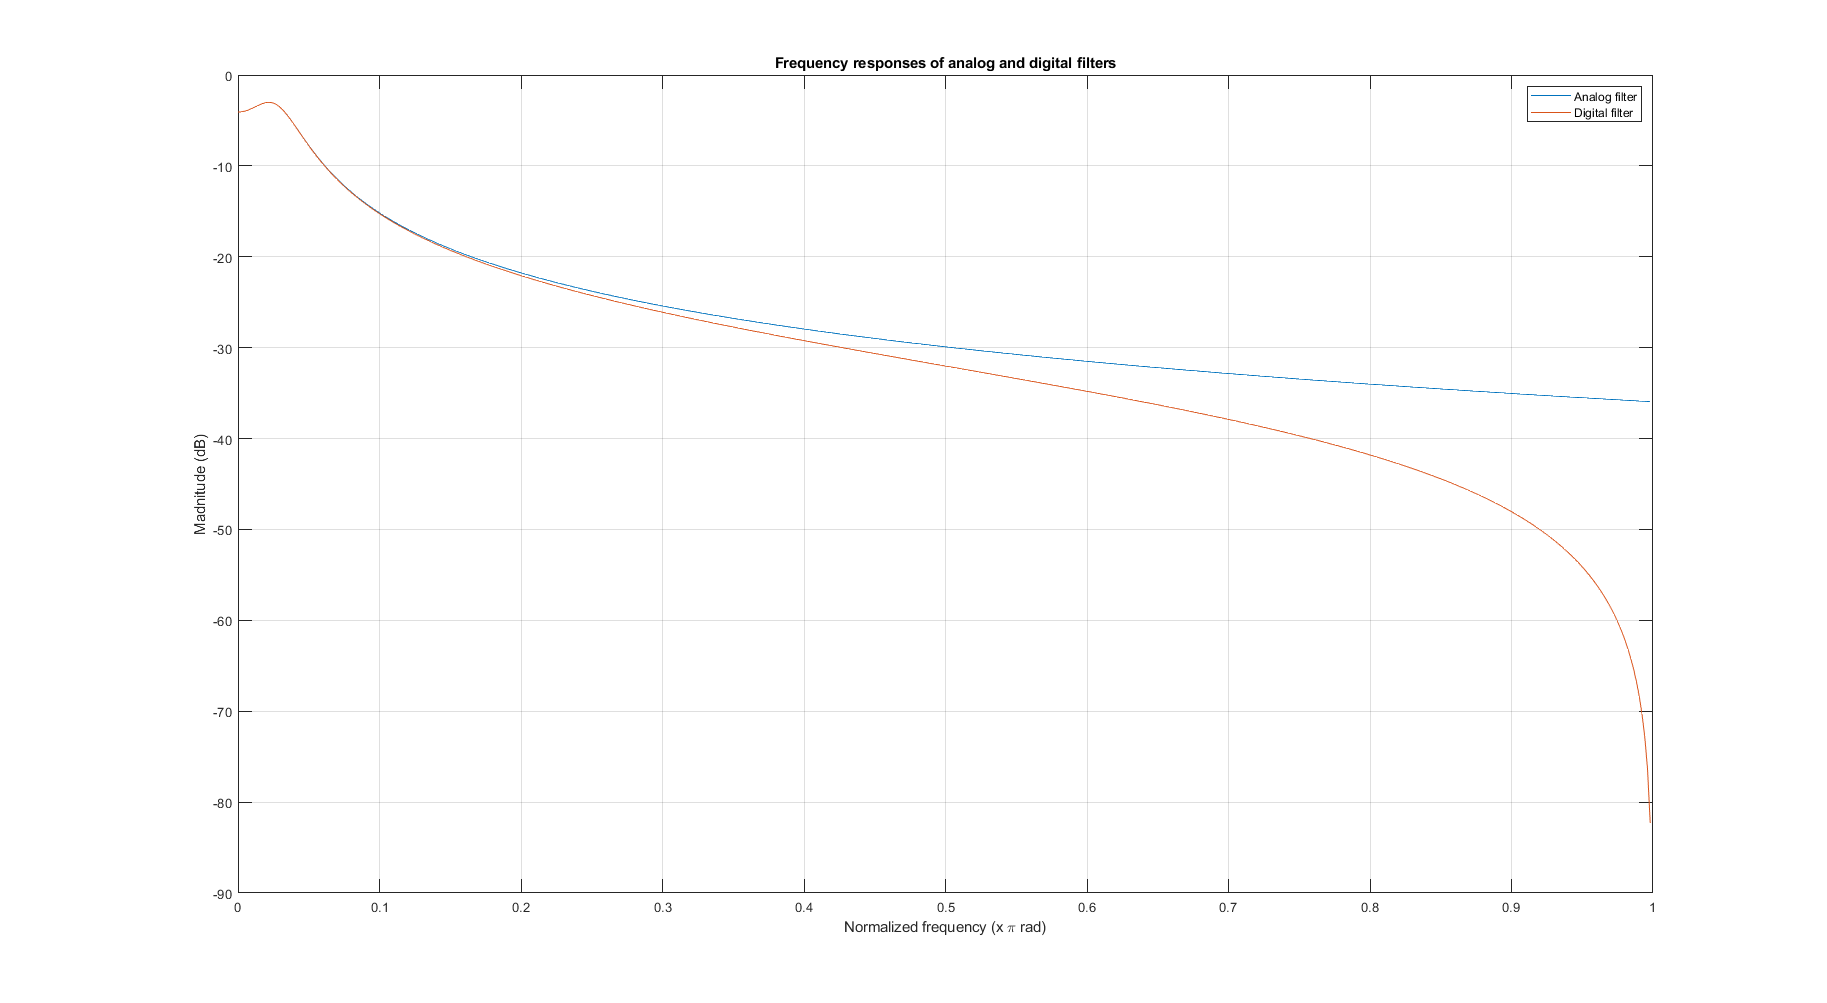 Frequency responses of analog and digital filters
Analog filter
Digital filter
Madnitude (dB)
0
-10
-20
-30
-40
-50
-60
-70
-80
-90
0 0.1 0.2 0.3 0.4 0.5 0.6 0.7 0.8 0.9 1
Normalized frequency (x π rad)